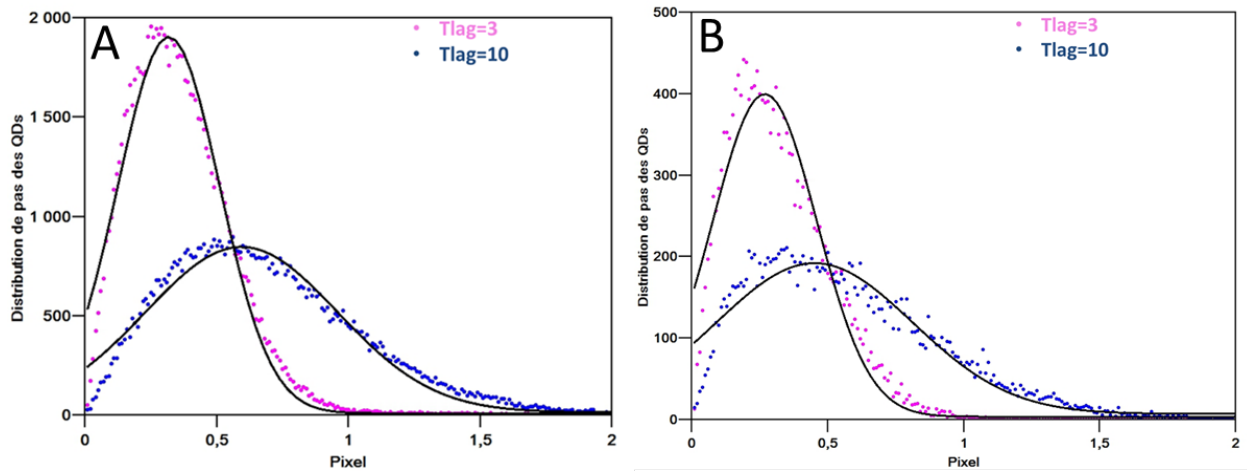 A
Tlag=3
Tlag=10
Distribution de pas des QDs
2 000
1 500
1 000
500
0
0
0,5
1
1,5
2
Pixel
B
Tlag=3
Tlag=10
Distribution de pas des QDs
500
400
300
200
100
0
0
0,5
1
1,5
2
Pixel